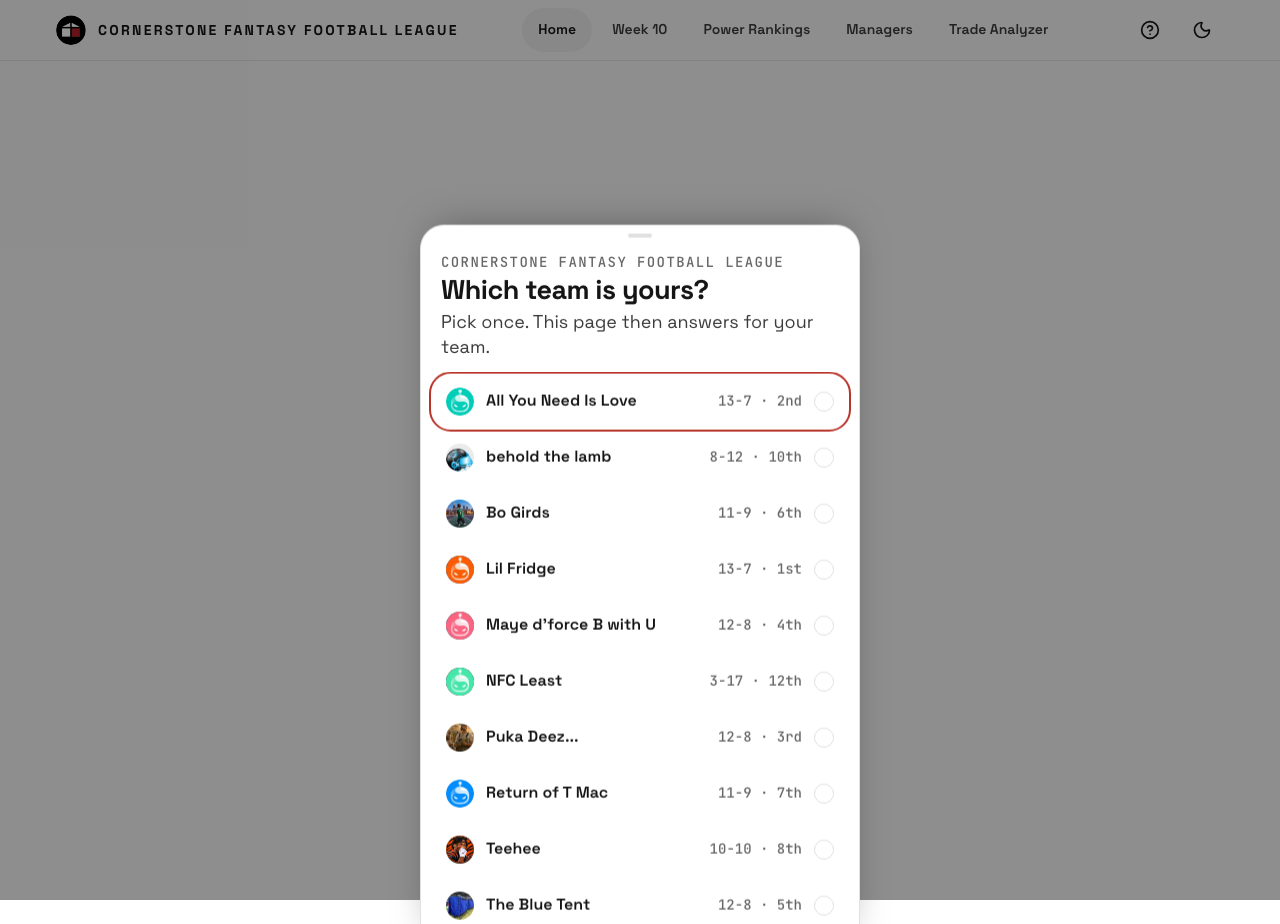 CORNERSTONE FANTASY FOOTBALL LEAGUE
Home
Week 10
Power Rankings
Managers
Trade Analyzer
CORNERSTONE FANTASY FOOTBALL LEAGUE
Which team is yours?
Pick once. This page then answers for your
team.
All You Need Is Love 13-7 · 2nd
behold the lamb 8-12 · 10th
Bo Girds 11-9 · 6th
Lil Fridge 13-7 · 1st
Maye d’force B with U 12-8 · 4th
NFC Least 3-17 · 12th
Puka Deez... 12-8 · 3rd
Return of T Mac 11-9 · 7th
Teehee 10-10 · 8th
The Blue Tent 12-8 · 5th